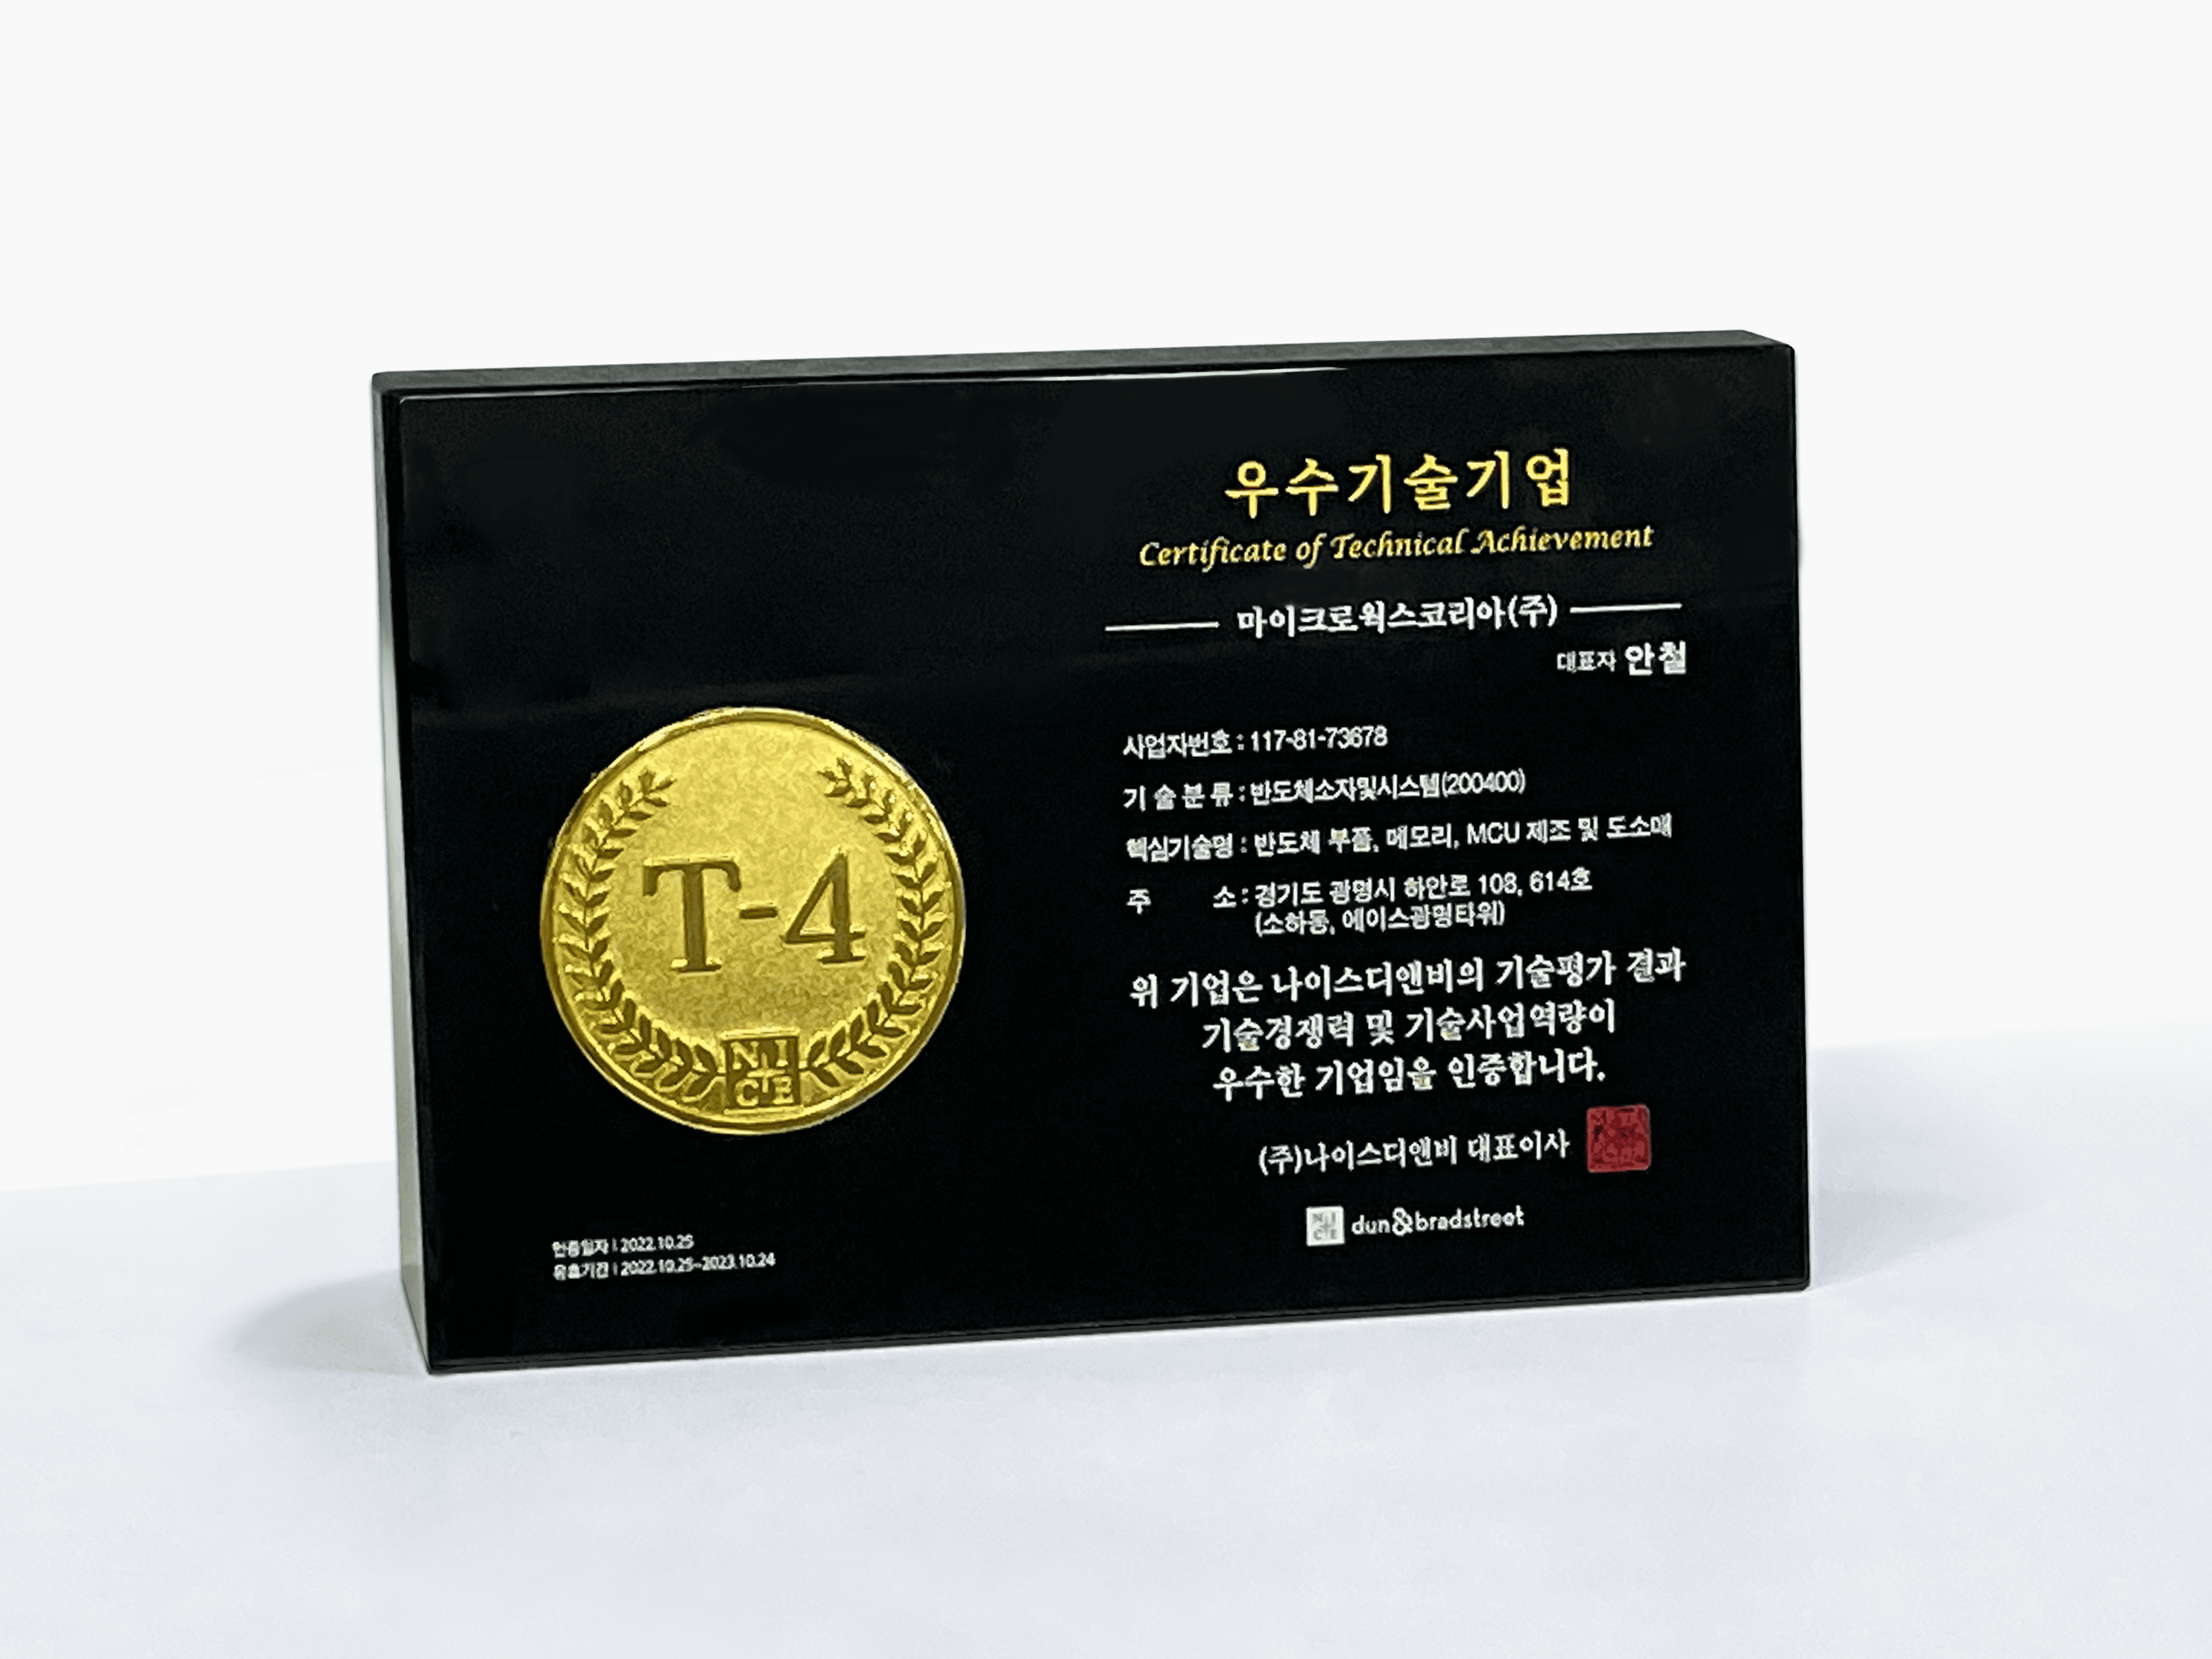 우수기술기업
Certificate of Technical Achievement
마이크로웍스코리아(주)
대표자 안철
사업자번호 : 117-81-73678
기 술 분 류 : 반도체소자및시스템(200400)
핵심기술명 : 반도체 부품, 메모리, MCU 제조 및 도소매
주 소 : 경기도 광명시 하안로 108, 614호
(소하동, 에이스광명타워)
위 기업은 나이스디앤비의 기술평가 결과
기술경쟁력 및 기술사업역량이
우수한 기업임을 인증합니다.
(주)나이스디앤비 대표이사
NICE dun&bradstreet
T-4
NI
CE
인증일자 : 2022.10.25
유효기간 : 2022.10.25~2023.10.24